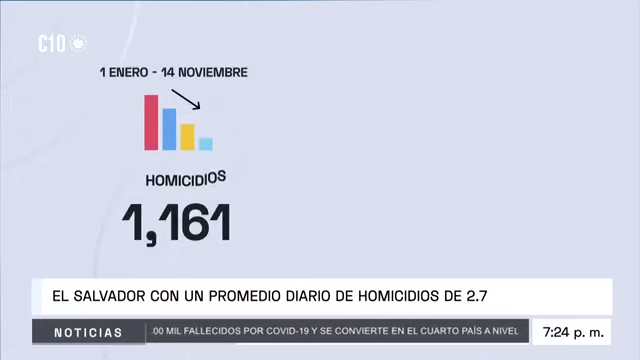 C10
1 ENERO - 14 NOVIEMBRE
HOMICIDIOS
1,161
EL SALVADOR CON UN PROMEDIO DIARIO DE HOMICIDIOS DE 2.7
NOTICIAS
00 MIL FALLECIDOS POR COVID-19 Y SE CONVIERTE EN EL CUARTO PAÍS A NIVEL
7:24 p. m.